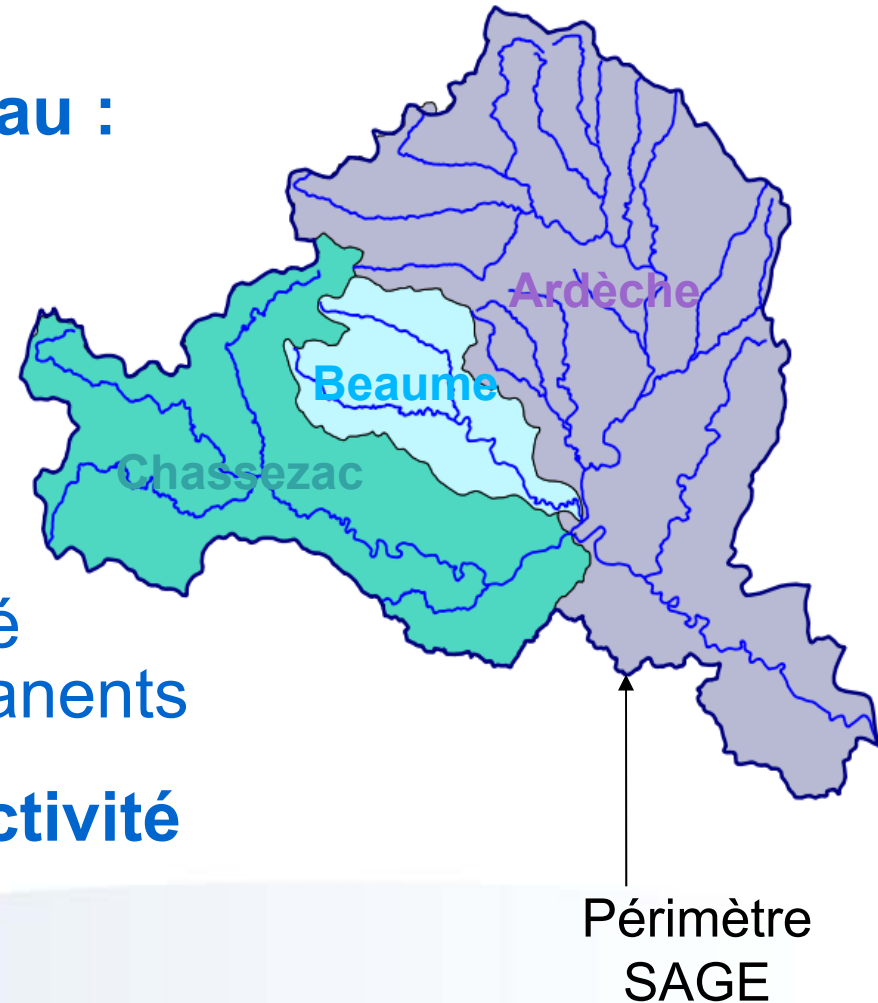 au :
Ardèche
Beaume
Chassezac
é
anents
ctivité
Périmètre
SAGE